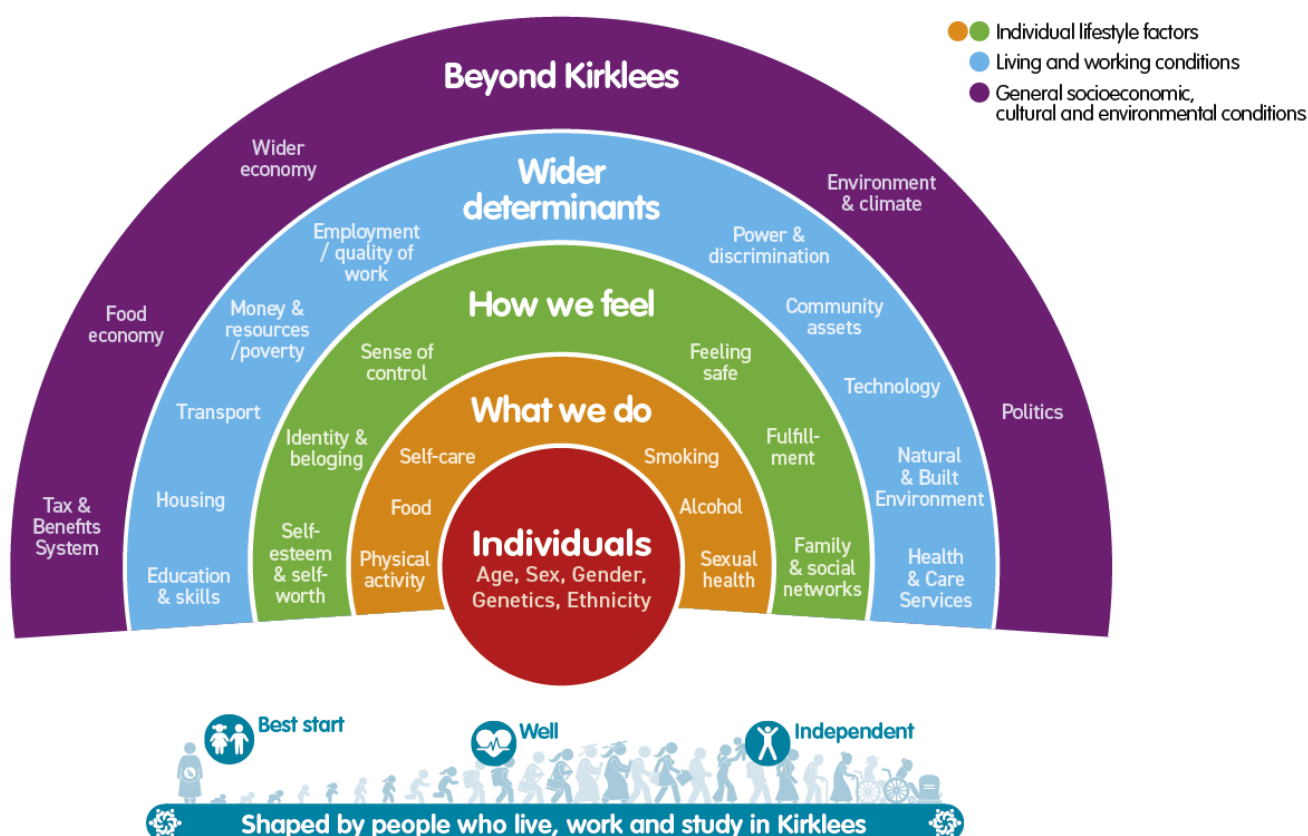 Individual lifestyle factors
Living and working conditions
General socioeconomic,
cultural and environmental conditions
Beyond Kirklees
Wider
economy
Environment
& climate
Food
economy
Politics
Tax &
Benefits
System
Wider
determinants
Employment
/ quality of
work
Power &
discrimination
Money &
resources
/poverty
Community
assets
Transport
Technology
Housing
Natural
& Built
Environment
Education
& skills
Health
& Care
Services
How we feel
Sense of
control
Feeling
safe
Identity &
beloging
Fulfill-
ment
Self-
esteem
& self-
worth
Family
& social
networks
What we do
Self-care
Smoking
Food
Alcohol
Physical
activity
Sexual
health
Individuals
Age, Sex, Gender,
Genetics, Ethnicity
Best start
Well
Independent
Shaped by people who live, work and study in Kirklees